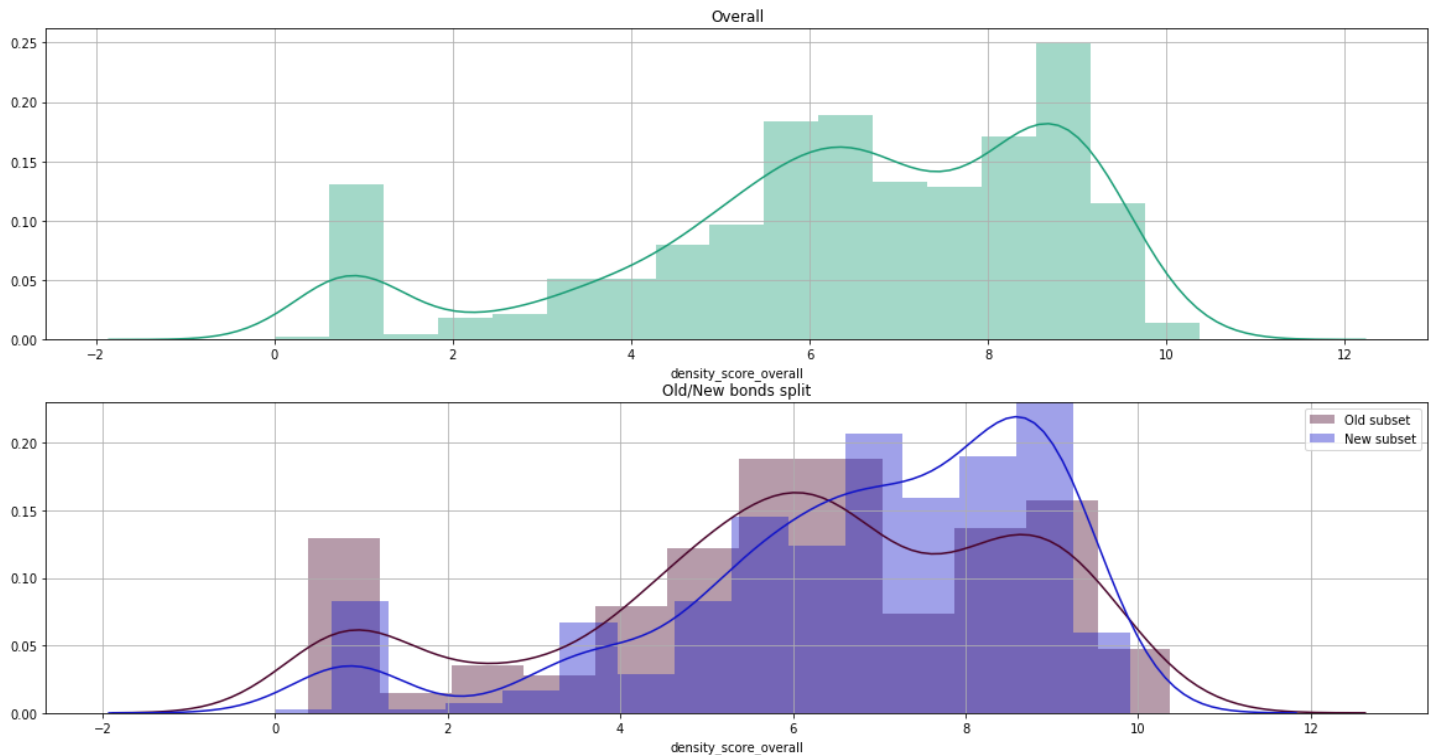 Overall
0.25
0.20
0.15
0.10
0.05
0.00
−2 0 2 4 6 8 10 12
density_score_overall
Old/New bonds split
Old subset
New subset
0.20
0.15
0.10
0.05
0.00
−2 0 2 4 6 8 10 12
density_score_overall